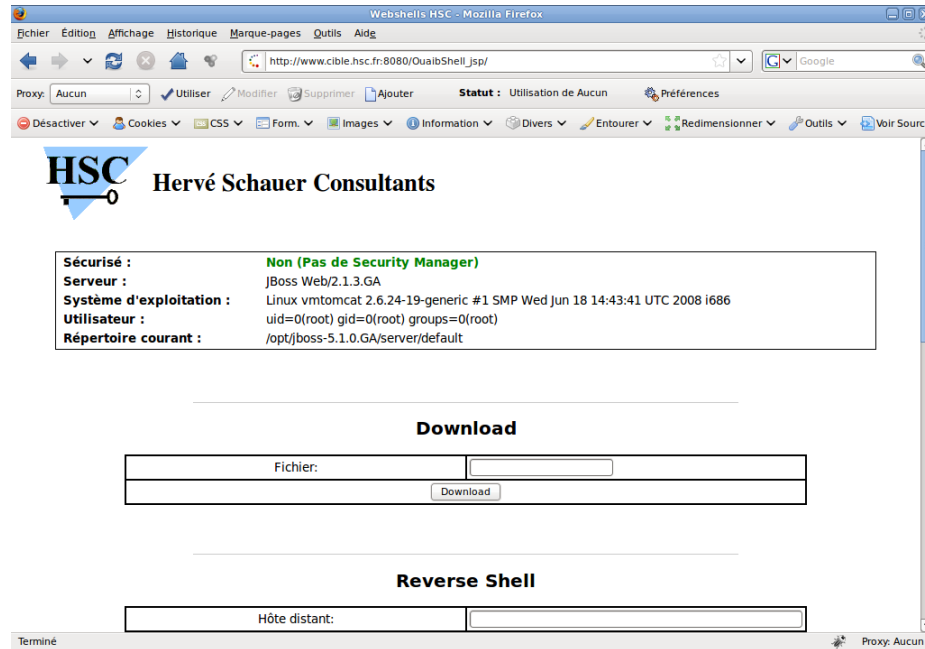 Webshells HSC - Mozilla Firefox
Fichier Édition Affichage Historique Marque-pages Outils Aide
http://www.cible.hsc.fr:8080/OuaibShell_jsp/ G Google
Proxy: Aucun Utiliser Modifier Supprimer Ajouter Statut : Utilisation de Aucun Préférences
Désactiver Cookies CSS Form. Images Information Divers Entourer Redimensionner Outils Voir Sourc
HSC Hervé Schauer Consultants
Sécurisé : Non (Pas de Security Manager)
Serveur : JBoss Web/2.1.3.GA
Système d'exploitation : Linux vmtomcat 2.6.24-19-generic #1 SMP Wed Jun 18 14:43:41 UTC 2008 i686
Utilisateur : uid=0(root) gid=0(root) groups=0(root)
Répertoire courant : /opt/jboss-5.1.0.GA/server/default
Download
Fichier:
Download
Reverse Shell
Hôte distant:
Terminé Proxy: Aucun